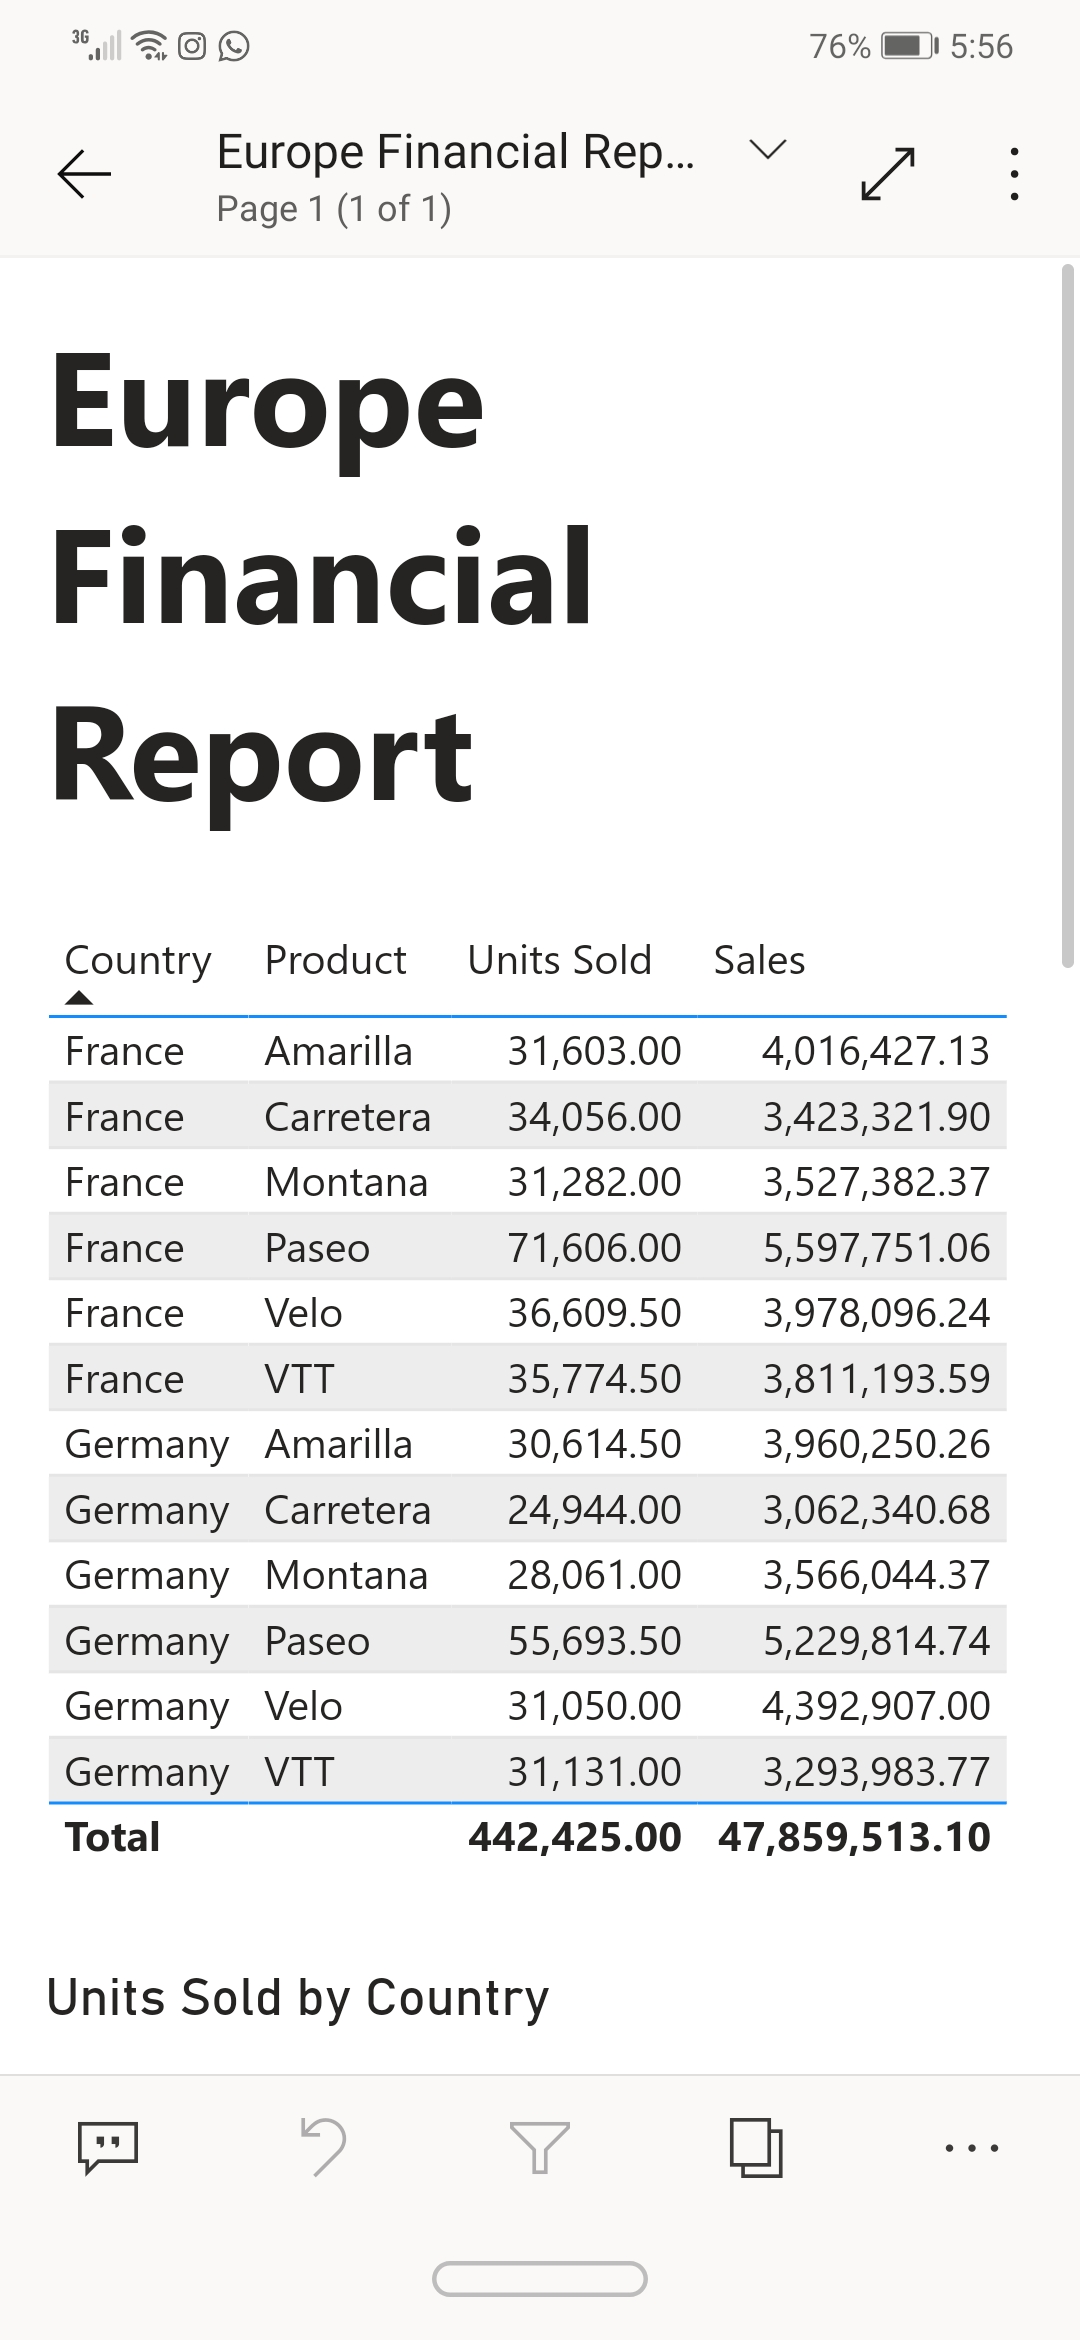 3G 76% 5:56
Europe Financial Rep...
Page 1 (1 of 1)
Europe
Financial
Report
Country Product Units Sold Sales
France Amarilla 31,603.00 4,016,427.13
France Carretera 34,056.00 3,423,321.90
France Montana 31,282.00 3,527,382.37
France Paseo 71,606.00 5,597,751.06
France Velo 36,609.50 3,978,096.24
France VTT 35,774.50 3,811,193.59
Germany Amarilla 30,614.50 3,960,250.26
Germany Carretera 24,944.00 3,062,340.68
Germany Montana 28,061.00 3,566,044.37
Germany Paseo 55,693.50 5,229,814.74
Germany Velo 31,050.00 4,392,907.00
Germany VTT 31,131.00 3,293,983.77
Total 442,425.00 47,859,513.10
Units Sold by Country